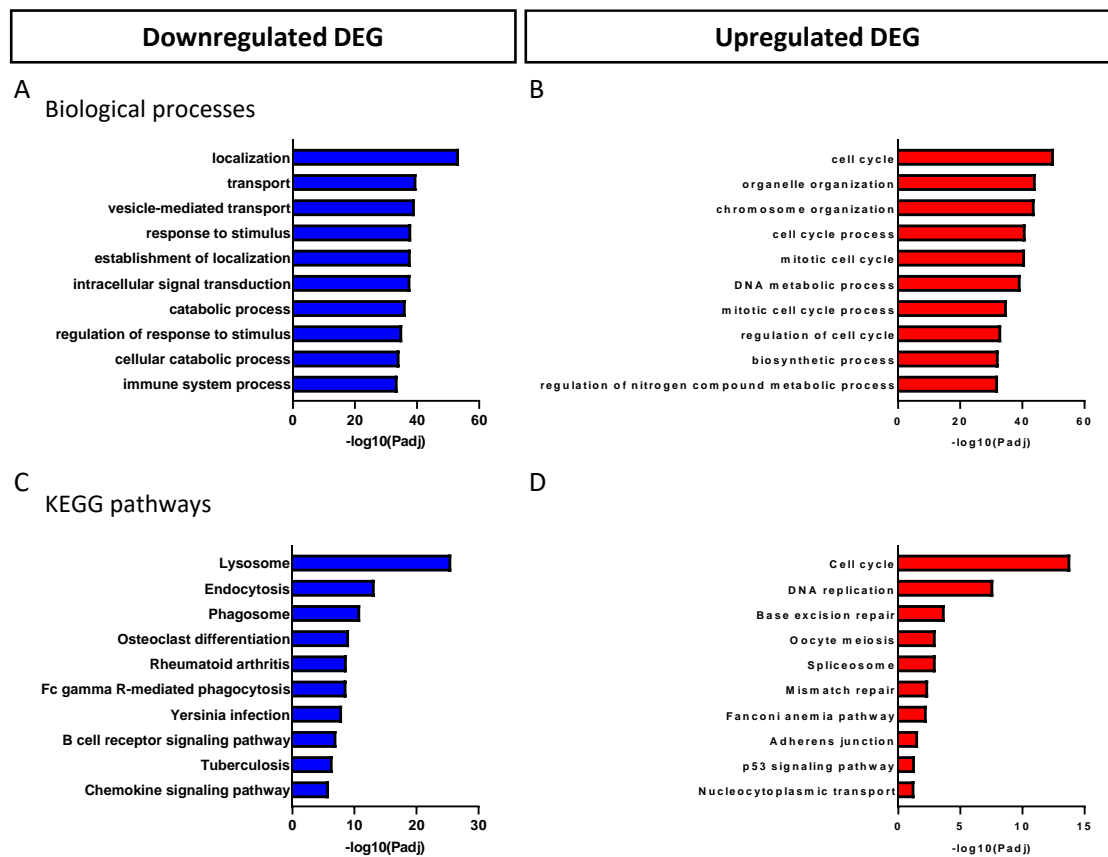 Downregulated DEG
Upregulated DEG
A
Biological processes
localization
transport
vesicle-mediated transport
response to stimulus
establishment of localization
intracellular signal transduction
catabolic process
regulation of response to stimulus
cellular catabolic process
immune system process
0 20 40 60
-log10(Padj)
B
cell cycle
organelle organization
chromosome organization
cell cycle process
mitotic cell cycle
DNA metabolic process
mitotic cell cycle process
regulation of cell cycle
biosynthetic process
regulation of nitrogen compound metabolic process
0 20 40 60
-log10(Padj)
C
KEGG pathways
Lysosome
Endocytosis
Phagosome
Osteoclast differentiation
Rheumatoid arthritis
Fc gamma R-mediated phagocytosis
Yersinia infection
B cell receptor signaling pathway
Tuberculosis
Chemokine signaling pathway
0 10 20 30
-log10(Padj)
D
Cell cycle
DNA replication
Base excision repair
Oocyte meiosis
Spliceosome
Mismatch repair
Fanconi anemia pathway
Adherens junction
p53 signaling pathway
Nucleocytoplasmic transport
0 5 10 15
-log10(Padj)